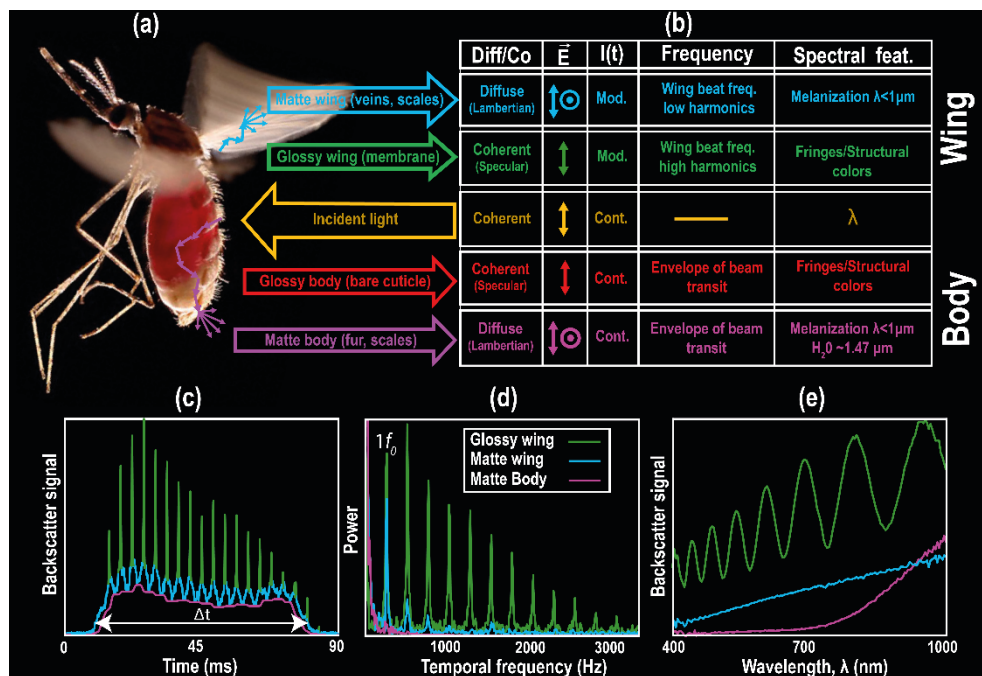 (a)
(b)
Diff/Co E I(t) Frequency Spectral feat.
Matte wing (veins, scales)
Diffuse
(Lambertian)
Mod.
Wing beat freq.
low harmonics
Melanization λ<1μm
Glossy wing (membrane)
Coherent
(Specular)
Mod.
Wing beat freq.
high harmonics
Fringes/Structural
colors
Wing
Incident light
Coherent
Cont.
λ
Glossy body (bare cuticle)
Coherent
(Specular)
Cont.
Envelope of beam
transit
Fringes/Structural
colors
Matte body (fur, scales)
Diffuse
(Lambertian)
Cont.
Envelope of beam
transit
Melanization λ<1μm
H₂0 ~1.47 μm
Body
(c)
Backscatter signal
Δt
0 45 90
Time (ms)
(d)
Power
1f₀
Glossy wing
Matte wing
Matte Body
1000 2000 3000
Temporal frequency (Hz)
(e)
Backscatter signal
400 700 1000
Wavelength, λ (nm)